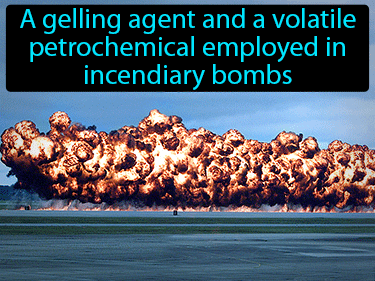 A gelling agent and a volatile
petrochemical employed in
incendiary bombs